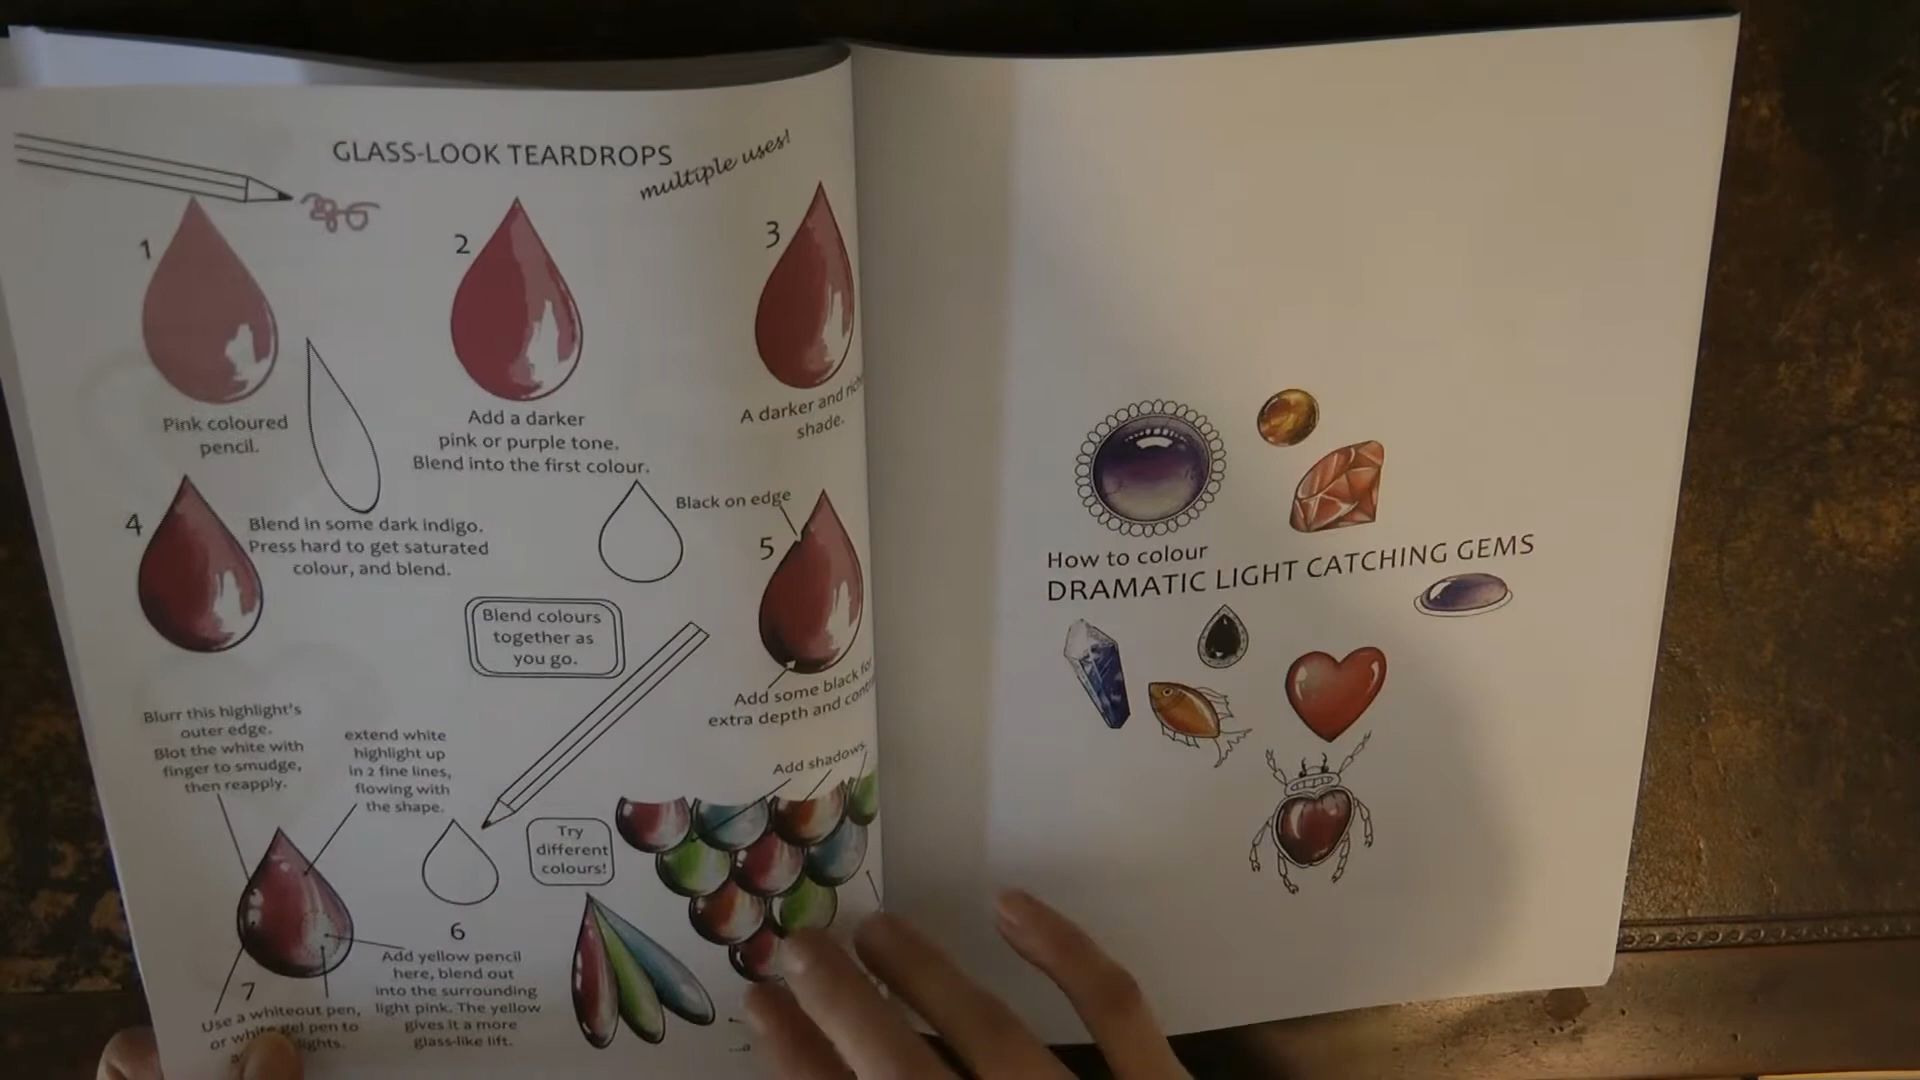 GLASS-LOOK TEARDROPS
multiple uses!
1
Pink coloured
pencil.
2
Add a darker
pink or purple tone.
Blend into the first colour.
3
A darker and
shade.
4
Blend in some dark indigo.
Press hard to get saturated
colour, and blend.
Black on edge
5
Add some black for
extra depth and
Blend colours
together as
you go.
Blurr this highlight's
outer edge.
Blot the white with
finger to smudge,
then reapply.
extend white
highlight up
in 2 fine lines,
flowing with
the shape.
Add shadows
Try
different
colours!
6
Add yellow pencil
here, blend out
into the surrounding
light pink. The yellow
gives it a more
glass-like lift.
7
Use a whiteout pen,
or white gel pen to
How to colour
DRAMATIC LIGHT CATCHING GEMS